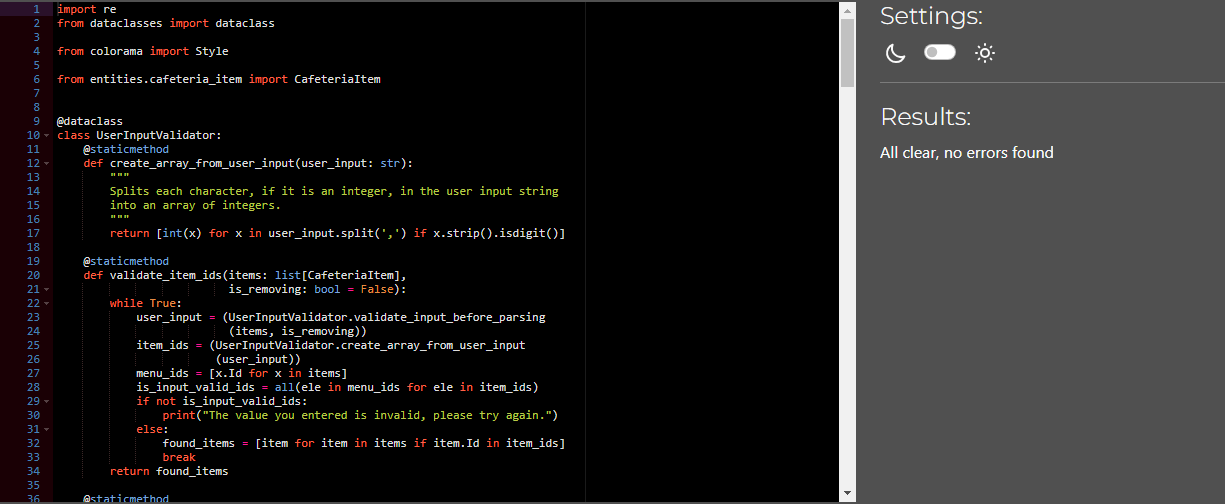 1 import re
2 from dataclasses import dataclass
3
4 from colorama import Style
5
6 from entities.cafeteria_item import CafeteriaItem
7
8
9 @dataclass
10 class UserInputValidator:
11 @staticmethod
12 def create_array_from_user_input(user_input: str):
13 """
14 Splits each character, if it is an integer, in the user input string
15 into an array of integers.
16 """
17 return [int(x) for x in user_input.split(',') if x.strip().isdigit()]
18
19 @staticmethod
20 def validate_item_ids(items: list[CafeteriaItem],
21 is_removing: bool = False):
22 while True:
23 user_input = (UserInputValidator.validate_input_before_parsing
24 (items, is_removing))
25 item_ids = (UserInputValidator.create_array_from_user_input
26 (user_input))
27 menu_ids = [x.Id for x in items]
28 is_input_valid_ids = all(ele in menu_ids for ele in item_ids)
29 if not is_input_valid_ids:
30 print("The value you entered is invalid, please try again.")
31 else:
32 found_items = [item for item in items if item.Id in item_ids]
33 break
34 return found_items
35
36 @staticmethod
Settings:
Results:
All clear, no errors found